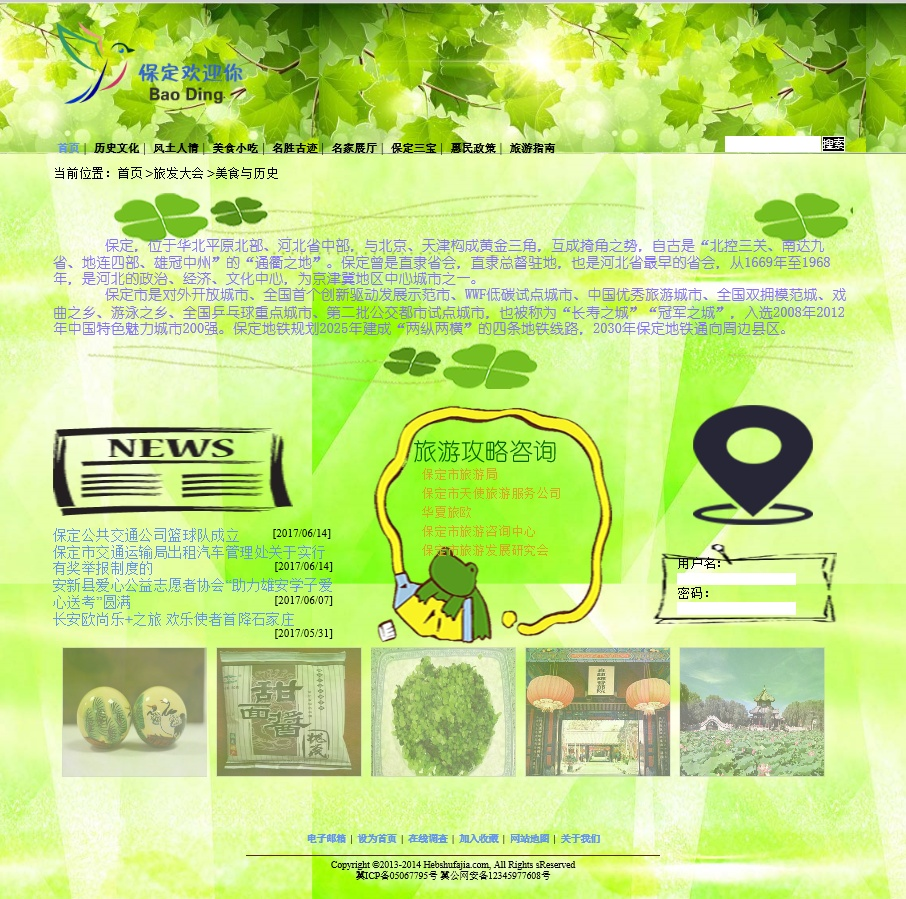 保定欢迎你
Bao Ding
首页 | 历史文化 | 风土人情 | 美食小吃 | 名胜古迹 | 名家展厅 | 保定三宝 | 惠民政策 | 旅游指南
搜索
当前位置：首页>旅发大会>美食与历史
保定，位于华北平原北部、河北省中部，与北京、天津构成黄金三角，互成掎角之势，自古是“北控三关、南达九
省、地连四部、雄冠中州”的“通衢之地”。保定曾是直隶省会，直隶总督驻地，也是河北省最早的省会，从1669年至1968
年，是河北的政治、经济、文化中心，为京津冀地区中心城市之一。
保定市是对外开放城市、全国首个创新驱动发展示范市、WWF低碳试点城市、中国优秀旅游城市、全国双拥模范城、戏
曲之乡、游泳之乡、全国乒乓球重点城市、第二批公交都市试点城市，也被称为“长寿之城”“冠军之城”，入选2008年2012
年中国特色魅力城市200强。保定地铁规划2025年建成“两纵两横”的四条地铁线路，2030年保定地铁通向周边县区。
NEWS
保定公共交通公司篮球队成立 [2017/06/14]
保定市交通运输局出租汽车管理处关于实行
有奖举报制度的 [2017/06/14]
安新县爱心公益志愿者协会“助力雄安学子爱
心送考”圆满 [2017/06/07]
长安欧尚乐+之旅 欢乐使者首降石家庄
[2017/05/31]
旅游攻略咨询
保定市旅游局
保定市天使旅游服务公司
华夏旅欧
保定市旅游咨询中心
保定市旅游发展研究会
用户名：
密码：
甜
面酱
电子邮箱 | 设为首页 | 在线调查 | 加入收藏 | 网站地图 | 关于我们
Copyright ©2013-2014 Hebshufajia.com, All Rights sReserved
冀ICP备05067795号 冀公网安备12345977608号